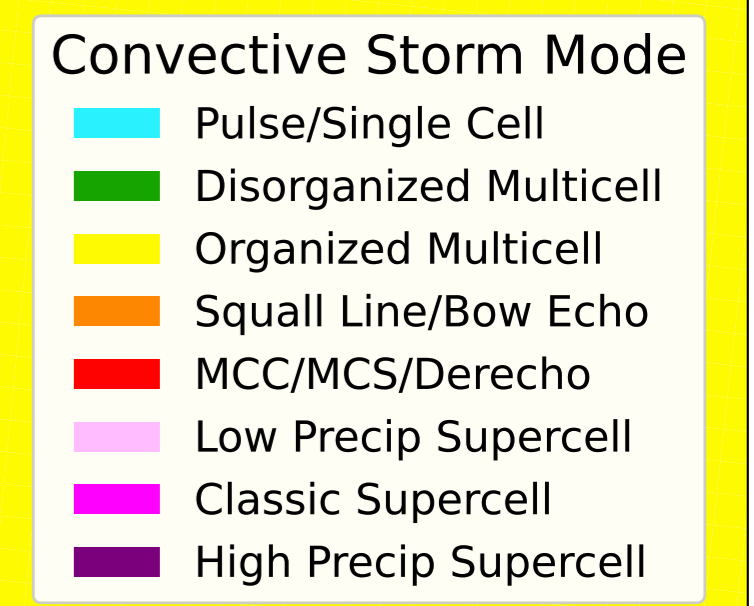 Convective Storm Mode
Pulse/Single Cell
Disorganized Multicell
Organized Multicell
Squall Line/Bow Echo
MCC/MCS/Derecho
Low Precip Supercell
Classic Supercell
High Precip Supercell